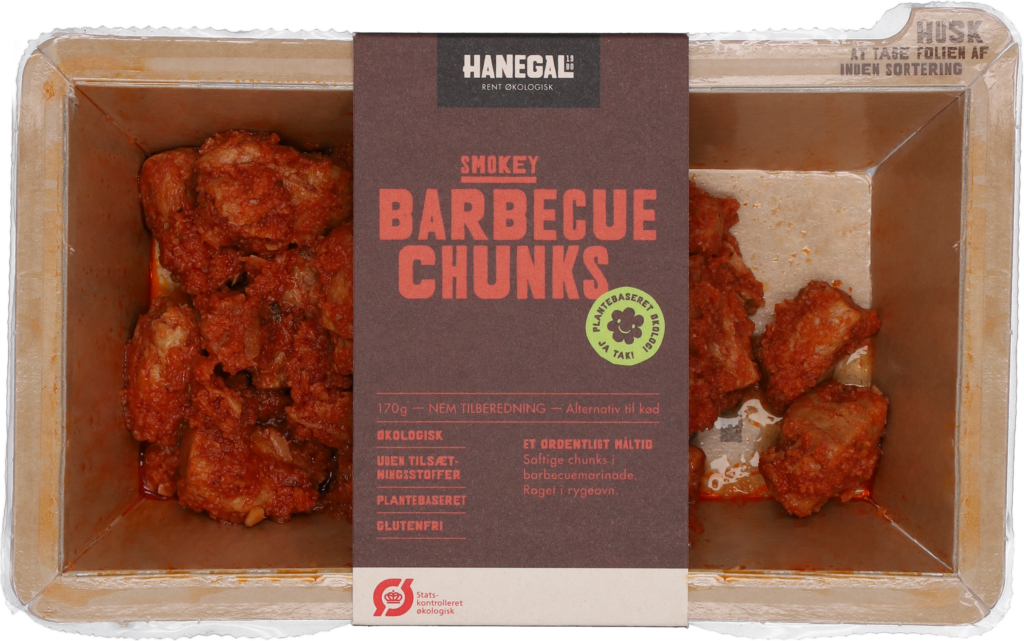 HUSK
AT TAGE FOLIEN AF
INDEN SORTERING
HANEGAL 1980
RENT ØKOLOGISK
SMOKEY
BARBECUE
CHUNKS
PLANTEBASERET ØKOLOGI
JA TAK!
170g — NEM TILBEREDNING — Alternativ til kød
ØKOLOGISK
UDEN TILSÆT-
NINGSSTOFFER
PLANTEBASERET
GLUTENFRI
ET ORDENTLIGT MÅLTID
Saftige chunks i
barbecuemarinade.
Røget i rygeovn.
Stats-
kontrolleret
økologisk